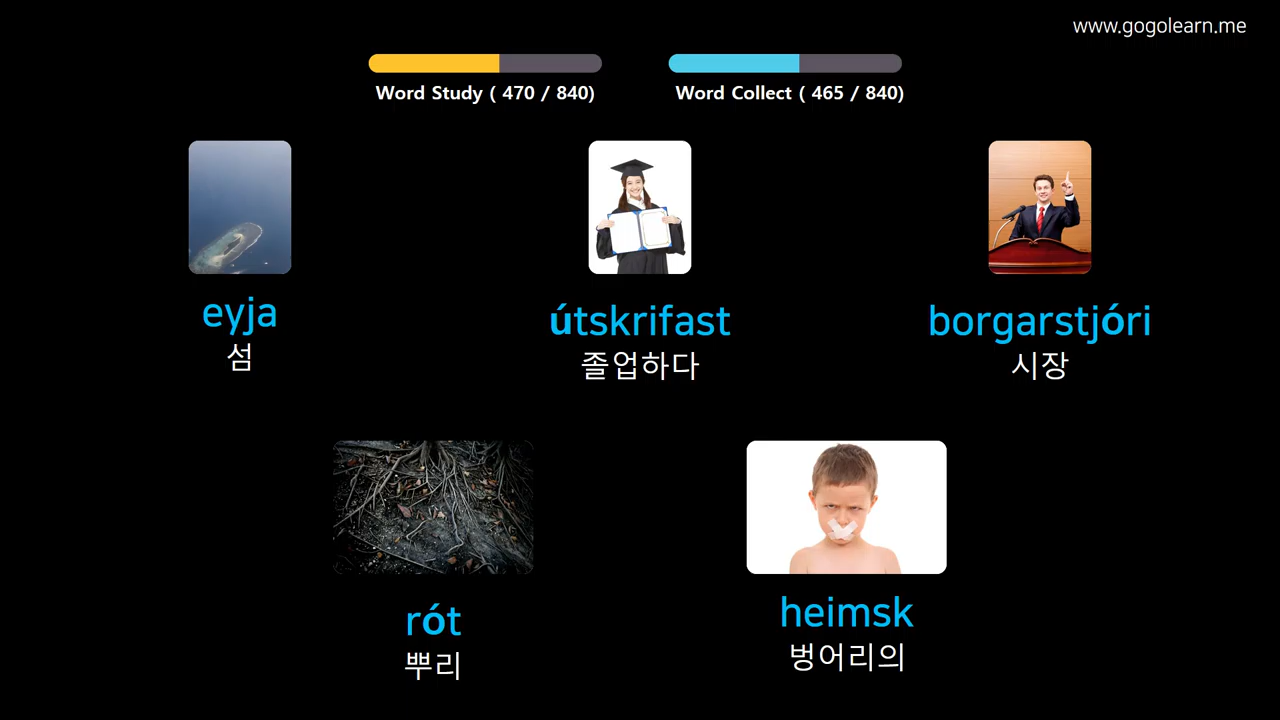 www.gogolearn.me
Word Study ( 470 / 840)
Word Collect ( 465 / 840)
eyja
섬
útskrifast
졸업하다
borgarstjóri
시장
rót
뿌리
heimsk
벙어리의